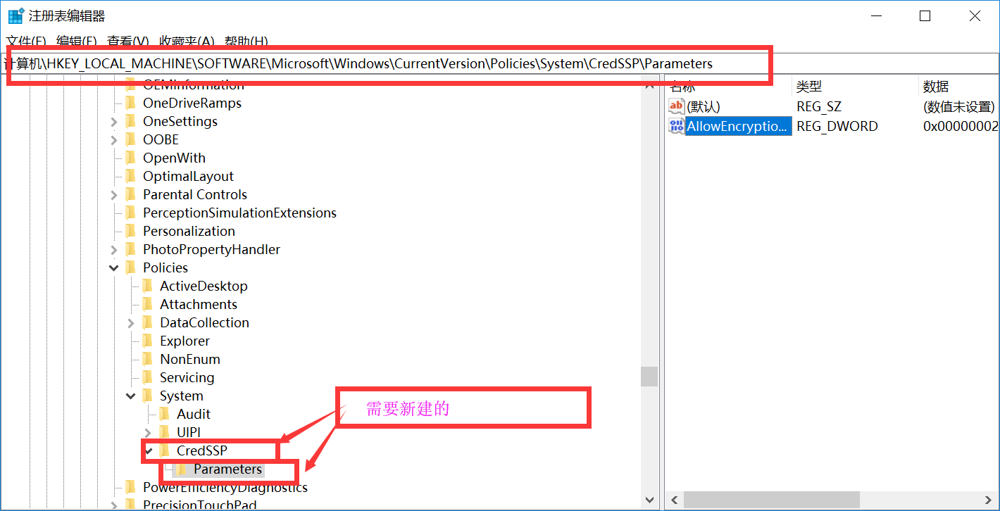 注册表编辑器
文件(F) 编辑(E) 查看(V) 收藏夹(A) 帮助(H)
计算机\HKEY_LOCAL_MACHINE\SOFTWARE\Microsoft\Windows\CurrentVersion\Policies\System\CredSSP\Parameters
OEMInformation
OneDriveRamps
OneSettings
OOBE
OpenWith
OptimalLayout
Parental Controls
PerceptionSimulationExtensions
Personalization
PhotoPropertyHandler
Policies
ActiveDesktop
Attachments
DataCollection
Explorer
NonEnum
Servicing
System
Audit
UIPI
CredSSP
Parameters
PowerEfficiencyDiagnostics
PrecisionTouchPad
需要新建的
名称 类型 数据
(默认) REG_SZ (数值未设置)
AllowEncryptio... REG_DWORD 0x00000002